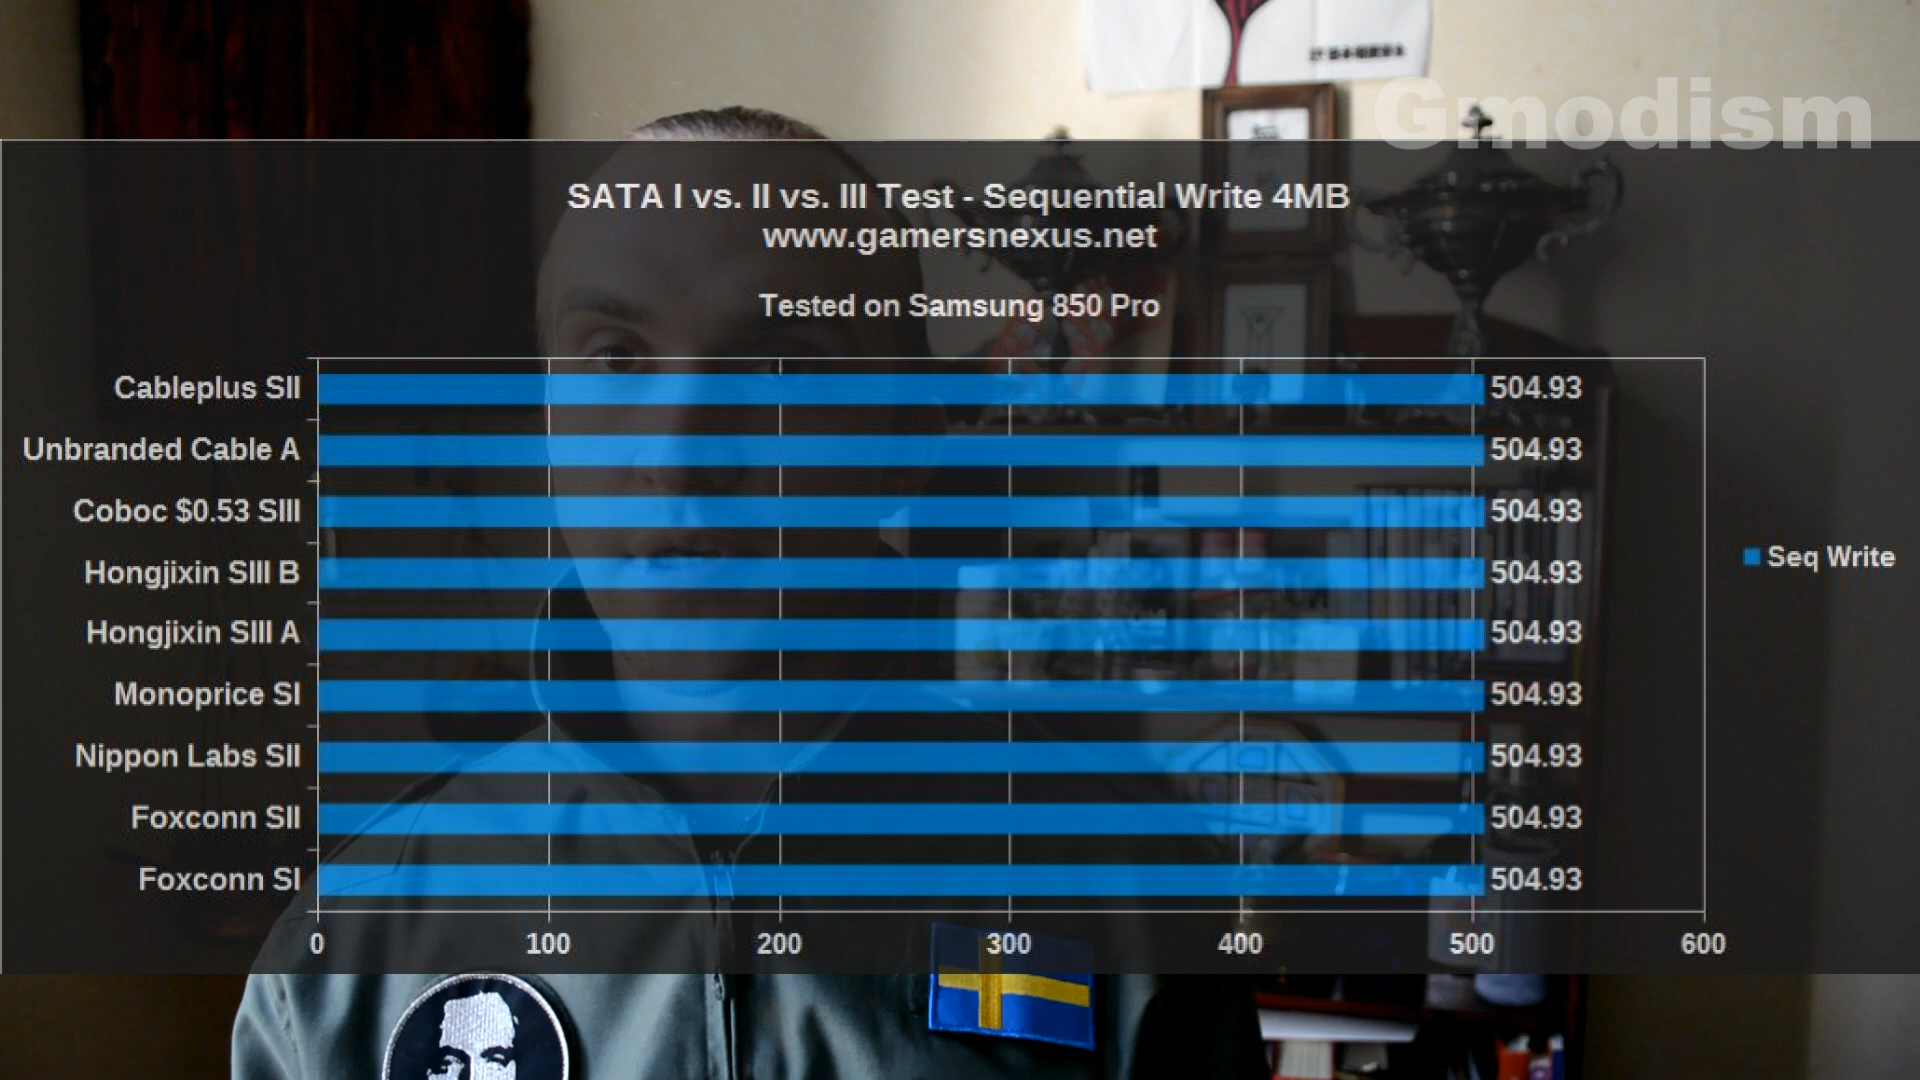 Gmodism
SATA I vs. II vs. III Test - Sequential Write 4MB
www.gamersnexus.net
Tested on Samsung 850 Pro
Cableplus SII 504.93
Unbranded Cable A 504.93
Coboc $0.53 SIII 504.93
Hongjixin SIII B 504.93
Hongjixin SIII A 504.93
Monoprice SI 504.93
Nippon Labs SII 504.93
Foxconn SII 504.93
Foxconn SI 504.93
Seq Write
0 100 200 300 400 500 600